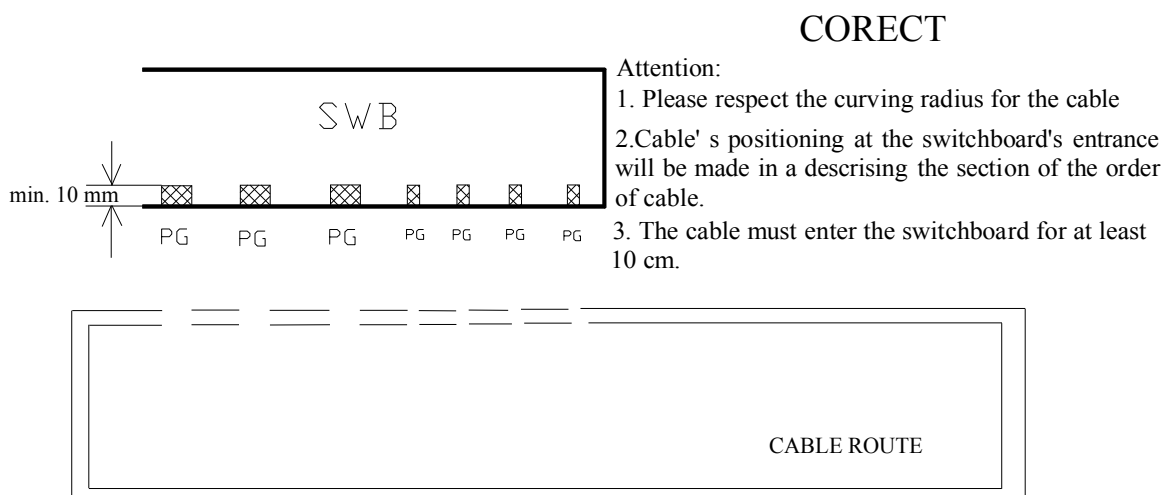 CORECT
Attention:
1. Please respect the curving radius for the cable
SWB
2.Cable' s positioning at the switchboard's entrance
will be made in a descrising the section of the order
of cable.
min. 10 mm
3. The cable must enter the switchboard for at least
10 cm.
PG PG PG PG PG PG PG
CABLE ROUTE